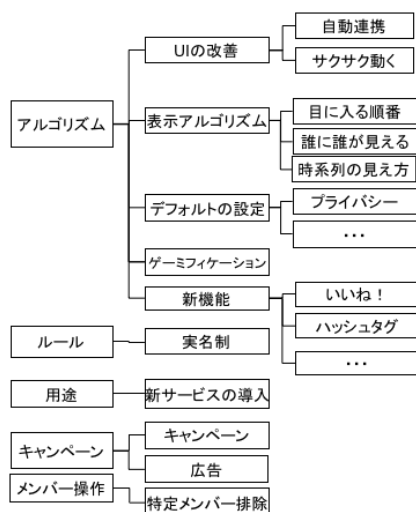 アルゴリズム
UIの改善
自動連携
サクサク動く
表示アルゴリズム
目に入る順番
誰に誰が見える
時系列の見え方
デフォルトの設定
プライバシー
・・・
ゲーミフィケーション
新機能
いいね！
ハッシュタグ
・・・
ルール
実名制
用途
新サービスの導入
キャンペーン
キャンペーン
広告
メンバー操作
特定メンバー排除